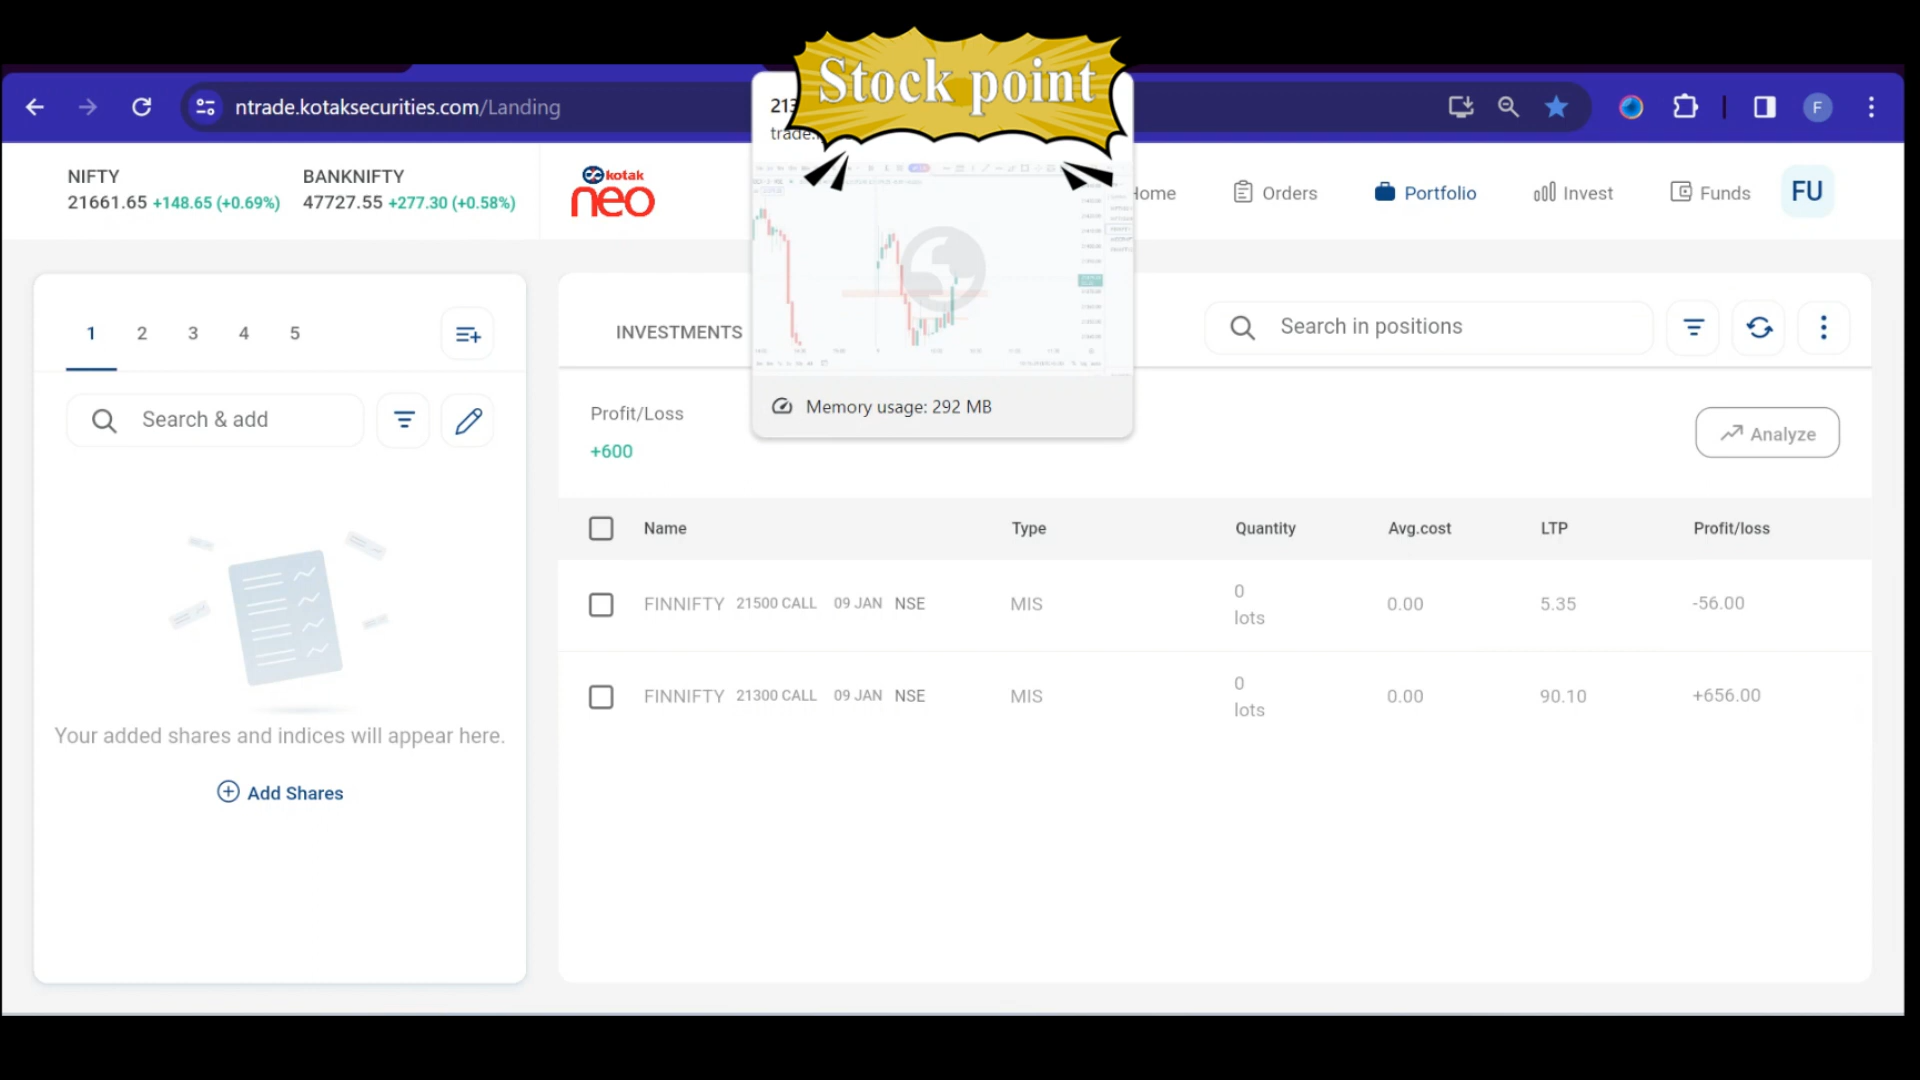 Stock point
213
trade.
ntrade.kotaksecurities.com/Landing
F
NIFTY
21661.65 +148.65 (+0.69%)
BANKNIFTY
47727.55 +277.30 (+0.58%)
kotak
neo
Home
Orders
Portfolio
Invest
Funds
FU
1 2 3 4 5
Search & add
Your added shares and indices will appear here.
Add Shares
INVESTMENTS
Search in positions
Memory usage: 292 MB
Profit/Loss
+600
Analyze
Name Type Quantity Avg.cost LTP Profit/loss
FINNIFTY 21500 CALL 09 JAN NSE MIS 0 lots 0.00 5.35 -56.00
FINNIFTY 21300 CALL 09 JAN NSE MIS 0 lots 0.00 90.10 +656.00